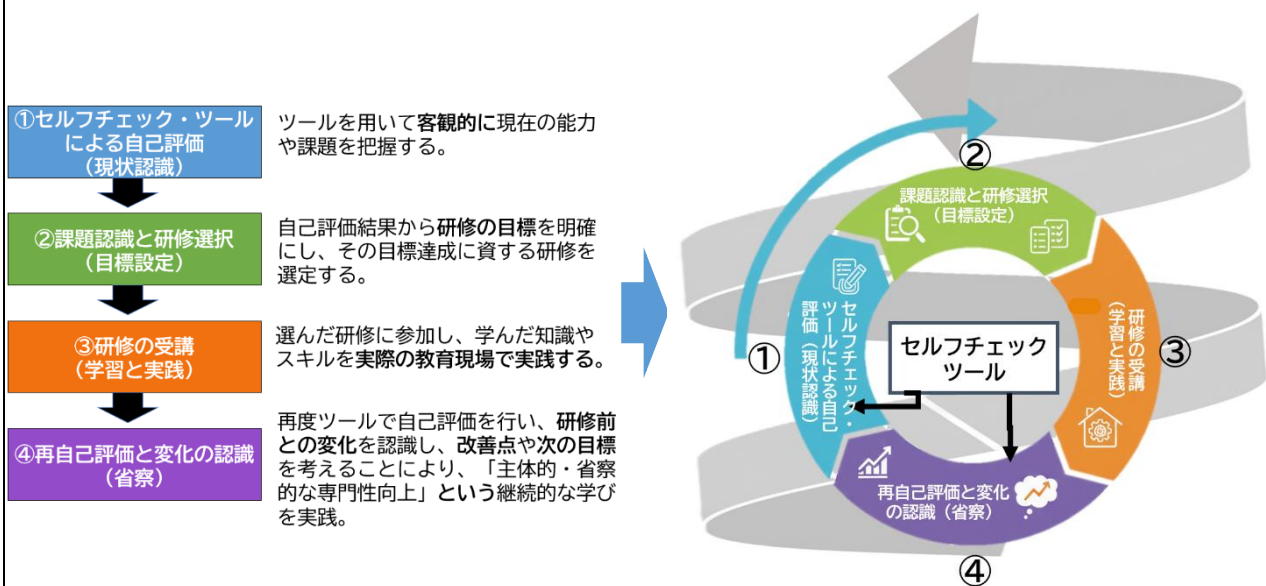 ①セルフチェック・ツール
による自己評価
（現状認識）
ツールを用いて客観的に現在の能力
や課題を把握する。
②課題認識と研修選択
（目標設定）
自己評価結果から研修の目標を明確
にし、その目標達成に資する研修を
選定する。
③研修の受講
（学習と実践）
選んだ研修に参加し、学んだ知識や
スキルを実際の教育現場で実践する。
④再自己評価と変化の認識
（省察）
再度ツールで自己評価を行い、研修前
との変化を認識し、改善点や次の目標
を考えることにより、「主体的・省察
的な専門性向上」という継続的な学び
を実践。
②
課題認識と研修選択
（目標設定）
①
セルフチェック・
ツールによる自己
評価（現状認識）
セルフチェック
ツール
研修の受講
（学習と実践）
③
再自己評価と変化
の認識（省察）
④